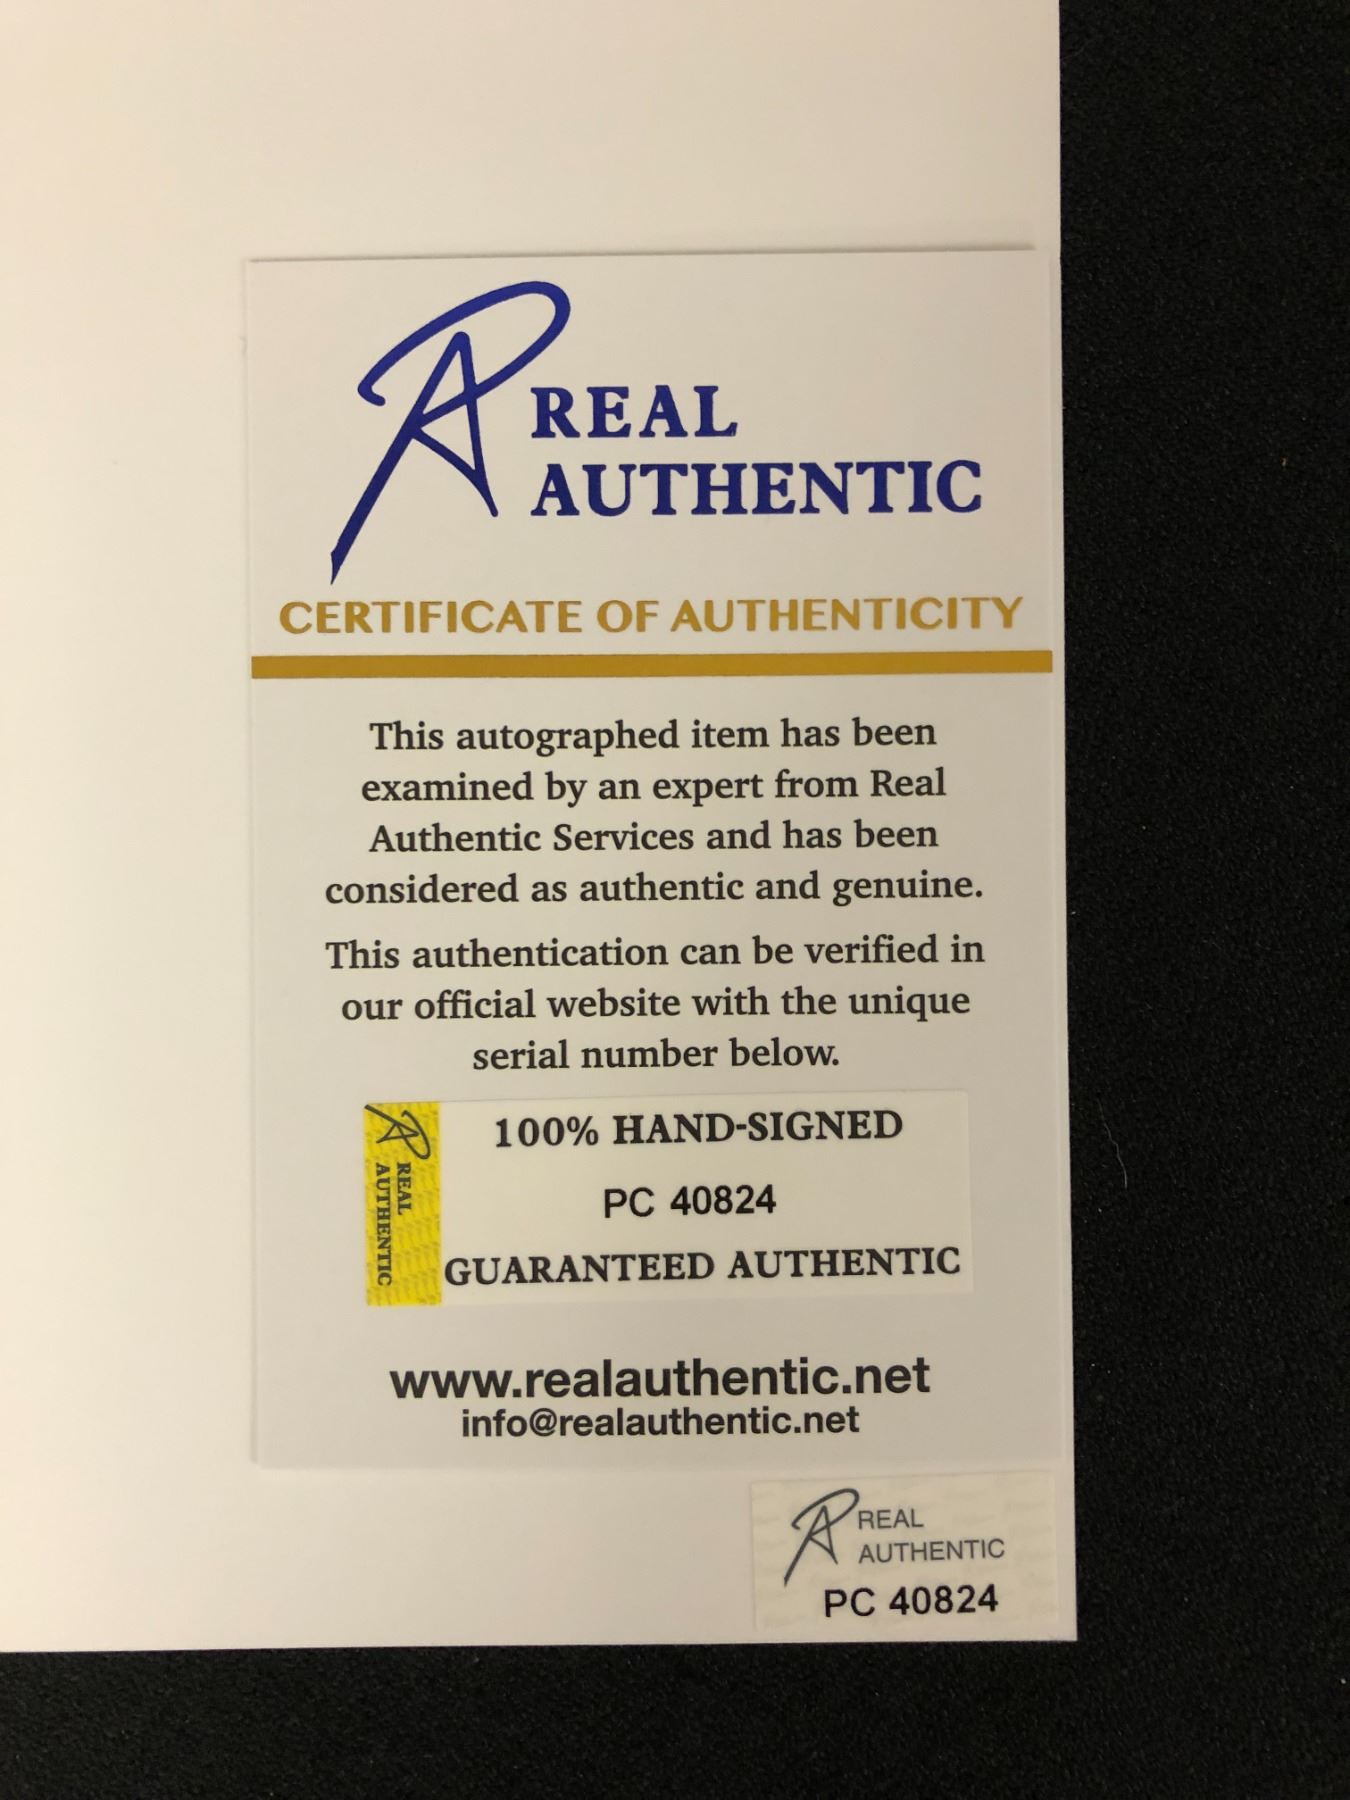 REAL
AUTHENTIC
CERTIFICATE OF AUTHENTICITY
This autographed item has been
examined by an expert from Real
Authentic Services and has been
considered as authentic and genuine.
This authentication can be verified in
our official website with the unique
serial number below.
REAL
AUTHENTIC
100% HAND-SIGNED
PC 40824
GUARANTEED AUTHENTIC
www.realauthentic.net
info@realauthentic.net
REAL
AUTHENTIC
PC 40824